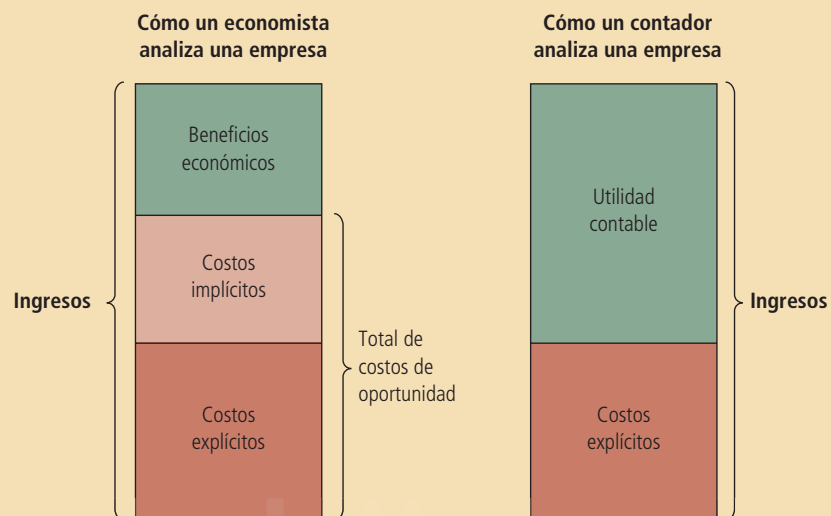 Cómo un economista
analiza una empresa
Beneficios
económicos
Costos
implícitos
Costos
explícitos
Ingresos
Total de
costos de
oportunidad
Cómo un contador
analiza una empresa
Utilidad
contable
Costos
explícitos
Ingresos